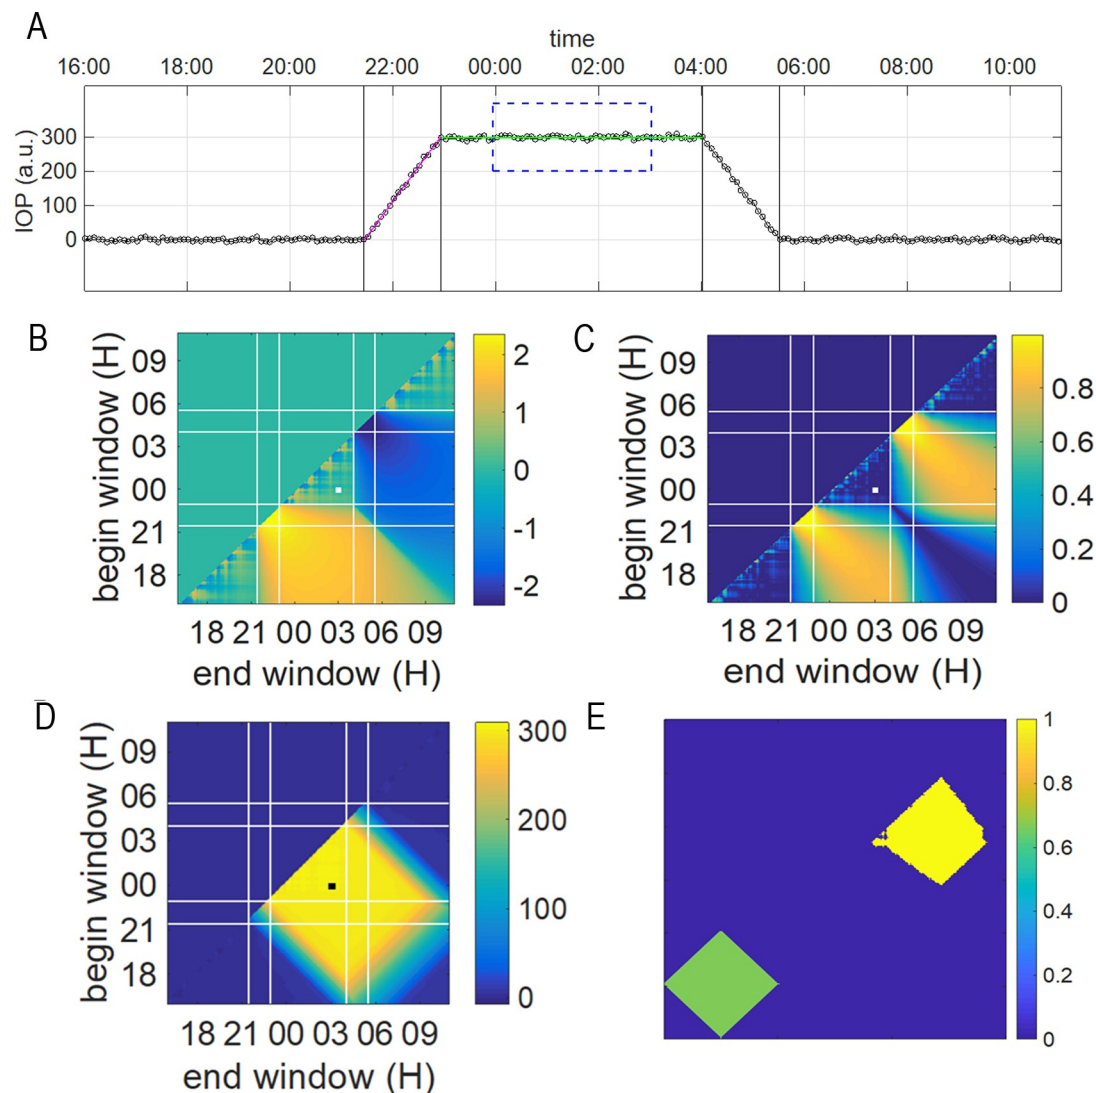 A
time
16:00 18:00 20:00 22:00 00:00 02:00 04:00 06:00 08:00 10:00
IOP (a.u.)
300
200
100
0
B
begin window (H)
09
06
03
00
21
18
18 21 00 03 06 09
end window (H)
2
1
0
-1
-2
C
begin window (H)
09
06
03
00
21
18
18 21 00 03 06 09
end window (H)
0.8
0.6
0.4
0.2
0
D
begin window (H)
09
06
03
00
21
18
18 21 00 03 06 09
end window (H)
300
200
100
0
E
1
0.8
0.6
0.4
0.2
0